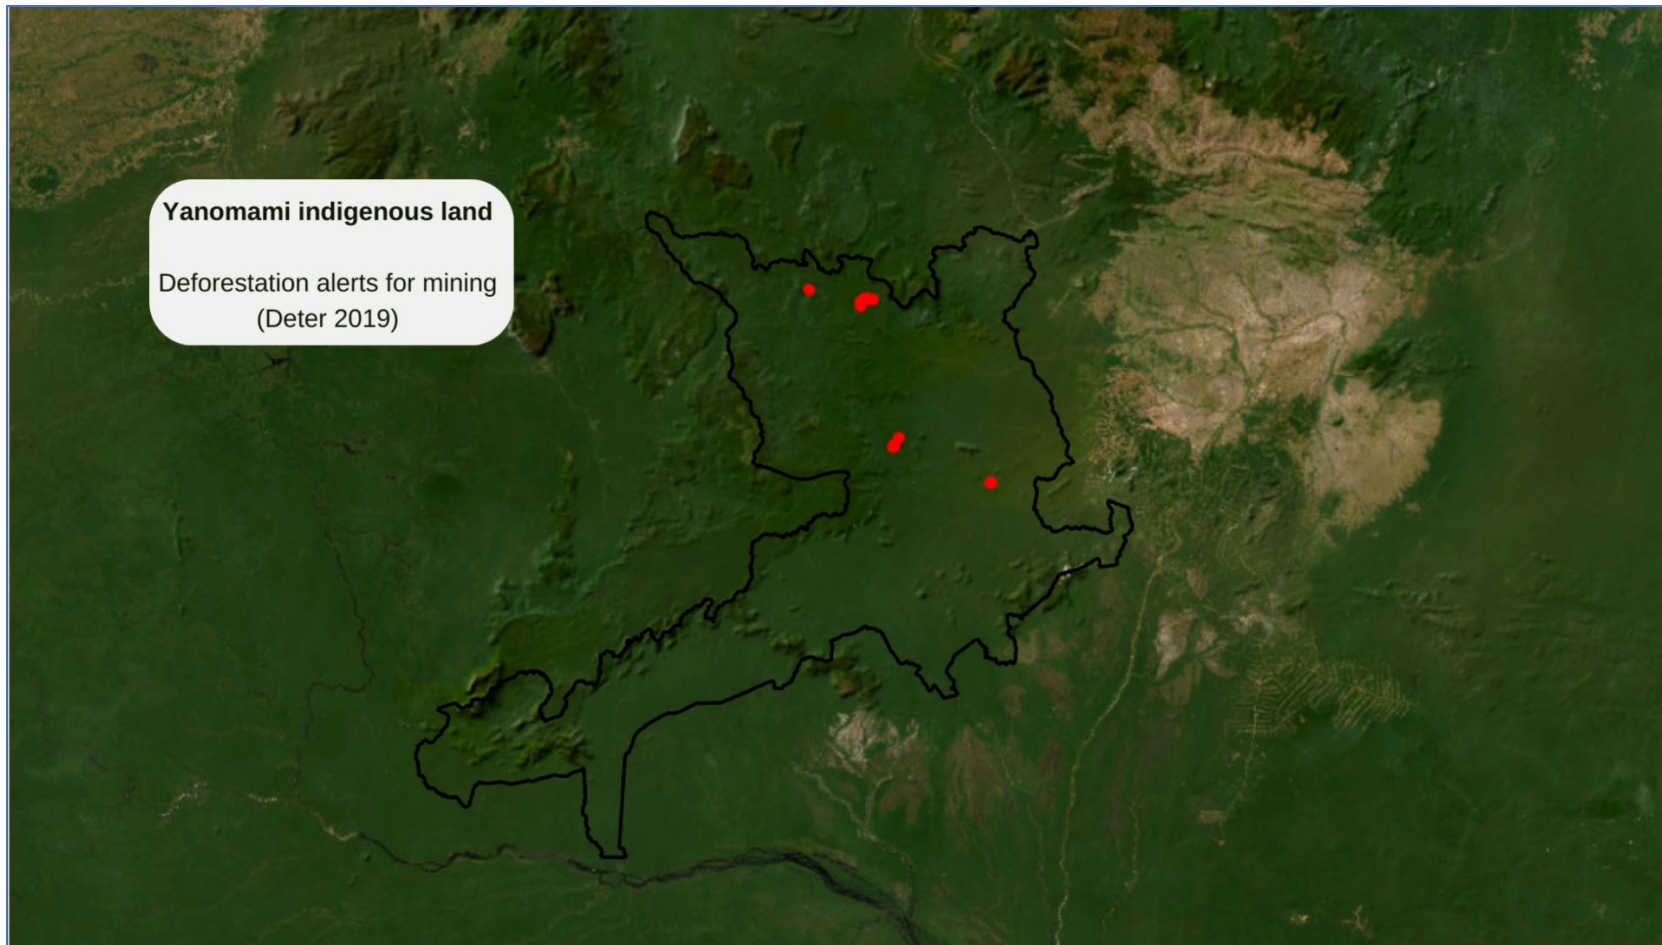 Yanomami indigenous land
Deforestation alerts for mining
(Deter 2019)